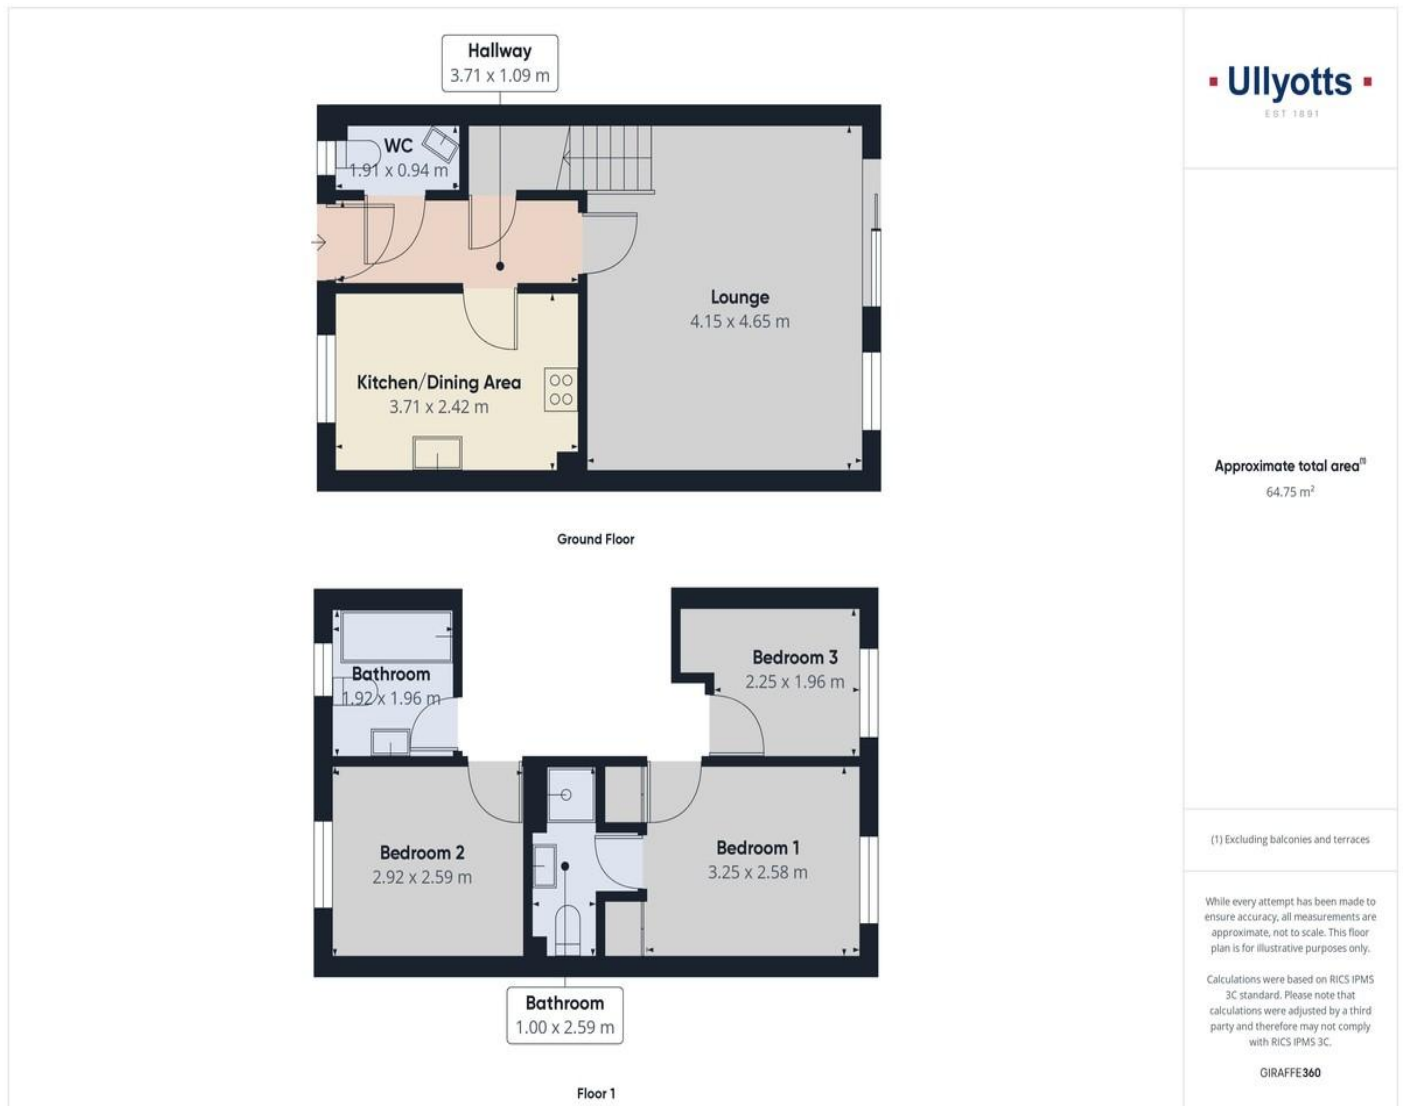 Hallway
3.71 x 1.09 m
WC
1.91 x 0.94 m
Lounge
4.15 x 4.65 m
Kitchen/Dining Area
3.71 x 2.42 m
Ground Floor
Bathroom
1.92 x 1.96 m
Bedroom 3
2.25 x 1.96 m
Bedroom 2
2.92 x 2.59 m
Bedroom 1
3.25 x 2.58 m
Bathroom
1.00 x 2.59 m
Floor 1
Ullyotts
EST 1891
Approximate total area⁽¹⁾
64.75 m²
(1) Excluding balconies and terraces
While every attempt has been made to
ensure accuracy, all measurements are
approximate, not to scale. This floor
plan is for illustrative purposes only.
Calculations were based on RICS IPMS
3C standard. Please note that
calculations were adjusted by a third
party and therefore may not comply
with RICS IPMS 3C.
GIRAFFE360